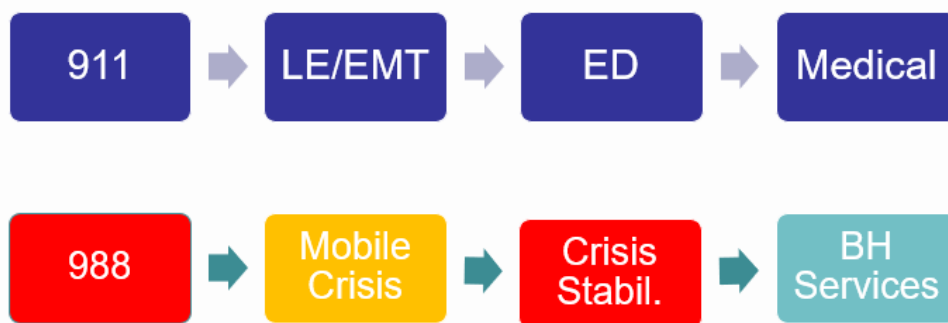 911
LE/EMT
ED
Medical
988
Mobile
Crisis
Crisis
Stabil.
BH
Services